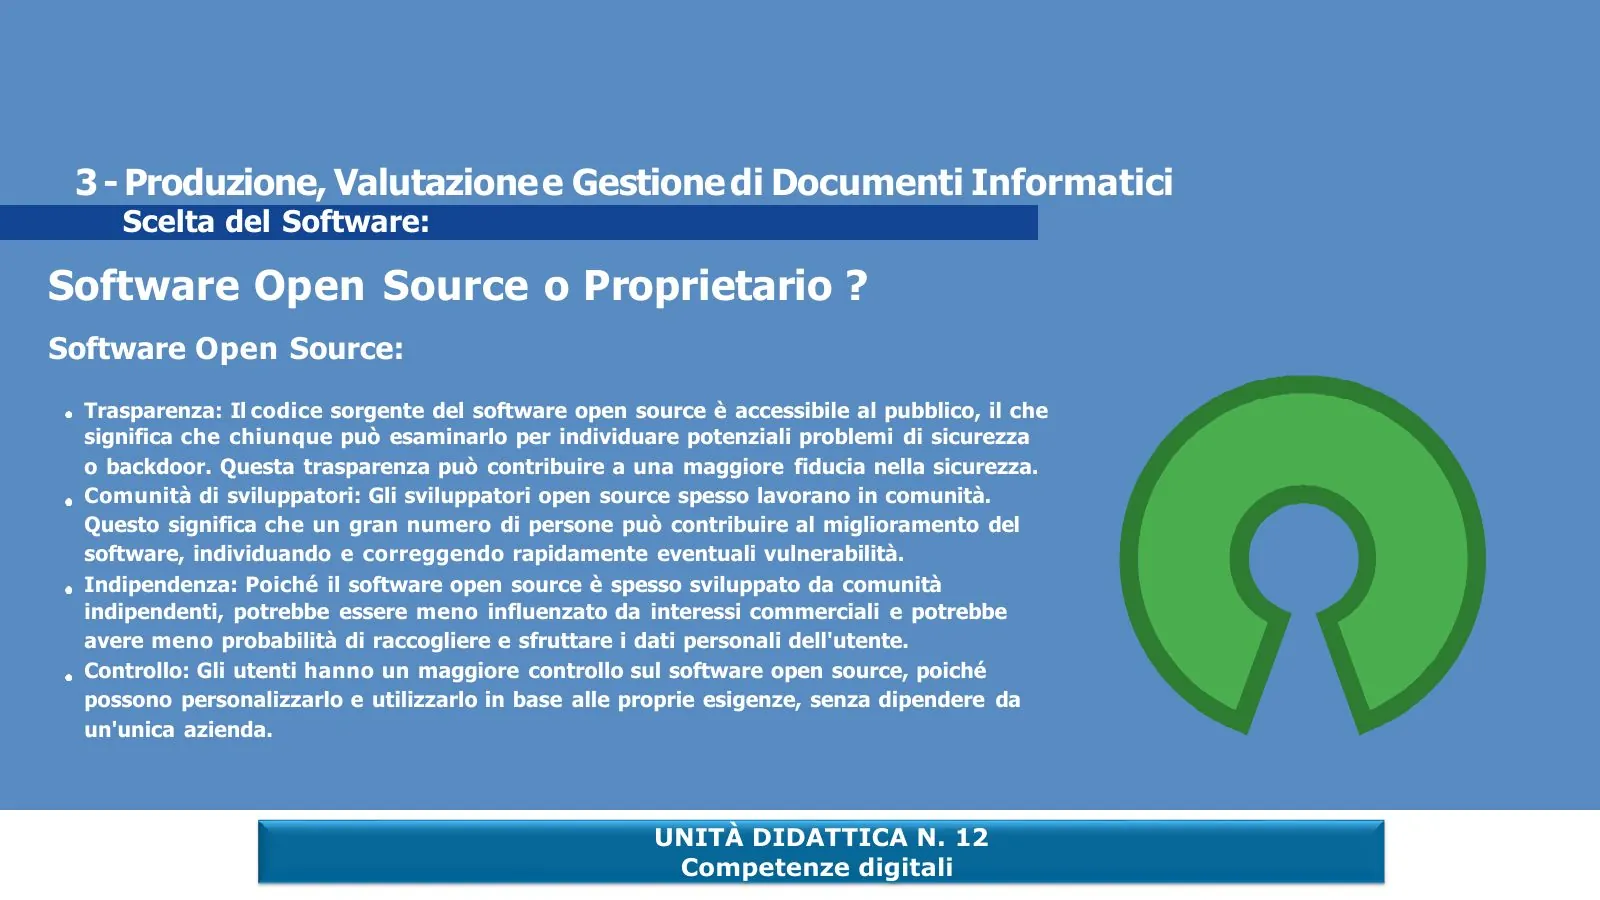 3 - Produzione, Valutazione e Gestione di Documenti Informatici
Scelta del Software:
Software Open Source o Proprietario ?
Software Open Source:
• Trasparenza: Il codice sorgente del software open source è accessibile al pubblico, il che
significa che chiunque può esaminarlo per individuare potenziali problemi di sicurezza
o backdoor. Questa trasparenza può contribuire a una maggiore fiducia nella sicurezza.
• Comunità di sviluppatori: Gli sviluppatori open source spesso lavorano in comunità.
Questo significa che un gran numero di persone può contribuire al miglioramento del
software, individuando e correggendo rapidamente eventuali vulnerabilità.
• Indipendenza: Poiché il software open source è spesso sviluppato da comunità
indipendenti, potrebbe essere meno influenzato da interessi commerciali e potrebbe
avere meno probabilità di raccogliere e sfruttare i dati personali dell'utente.
• Controllo: Gli utenti hanno un maggiore controllo sul software open source, poiché
possono personalizzarlo e utilizzarlo in base alle proprie esigenze, senza dipendere da
un'unica azienda.
UNITÀ DIDATTICA N. 12
Competenze digitali